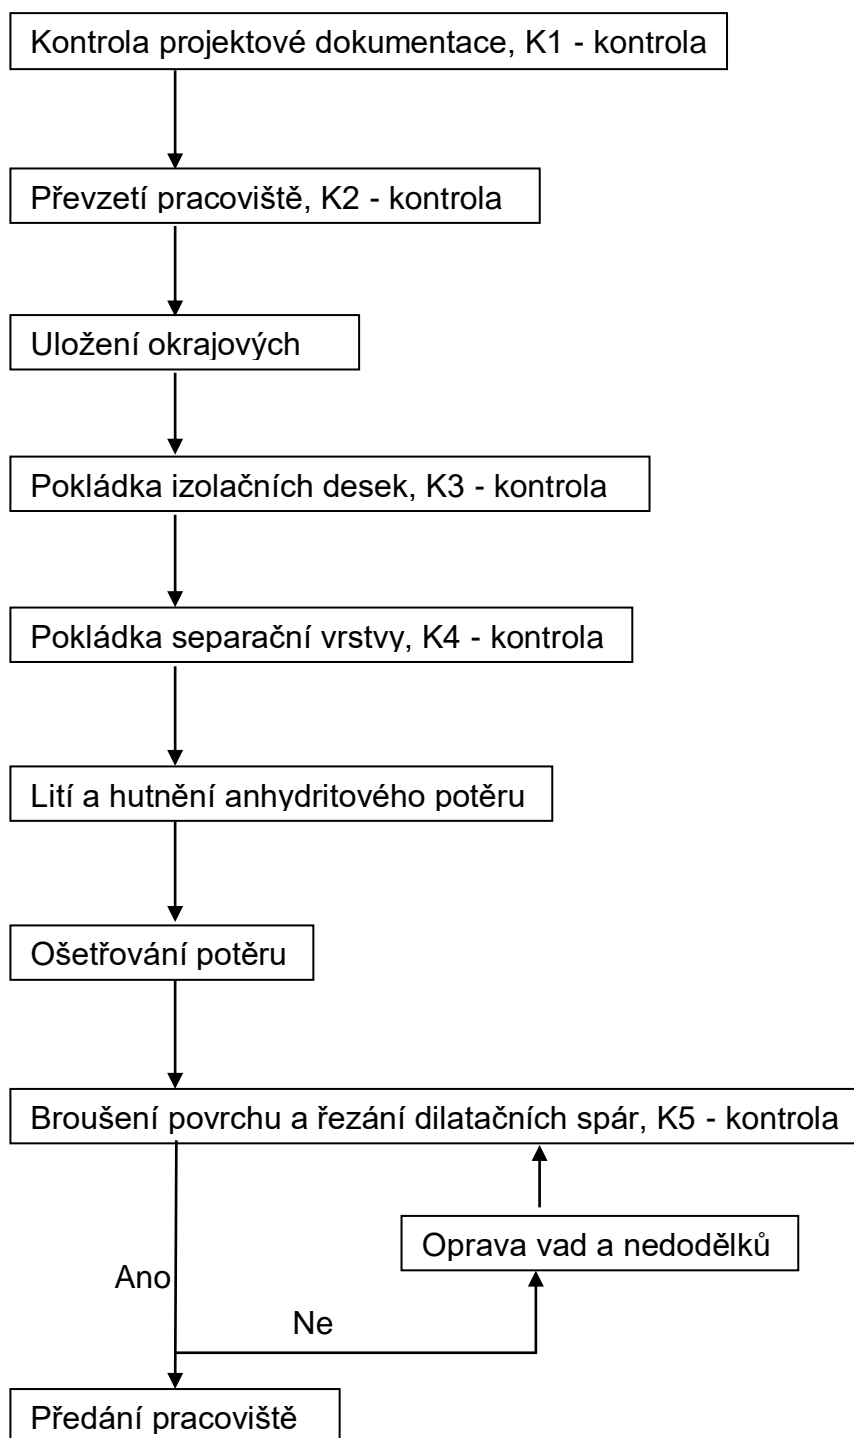 Kontrola projektové dokumentace, K1 - kontrola
Převzetí pracoviště, K2 - kontrola
Uložení okrajových
Pokládka izolačních desek, K3 - kontrola
Pokládka separační vrstvy, K4 - kontrola
Lití a hutnění anhydritového potěru
Ošetřování potěru
Broušení povrchu a řezání dilatačních spár, K5 - kontrola
Oprava vad a nedodělků
Ano
Ne
Předání pracoviště